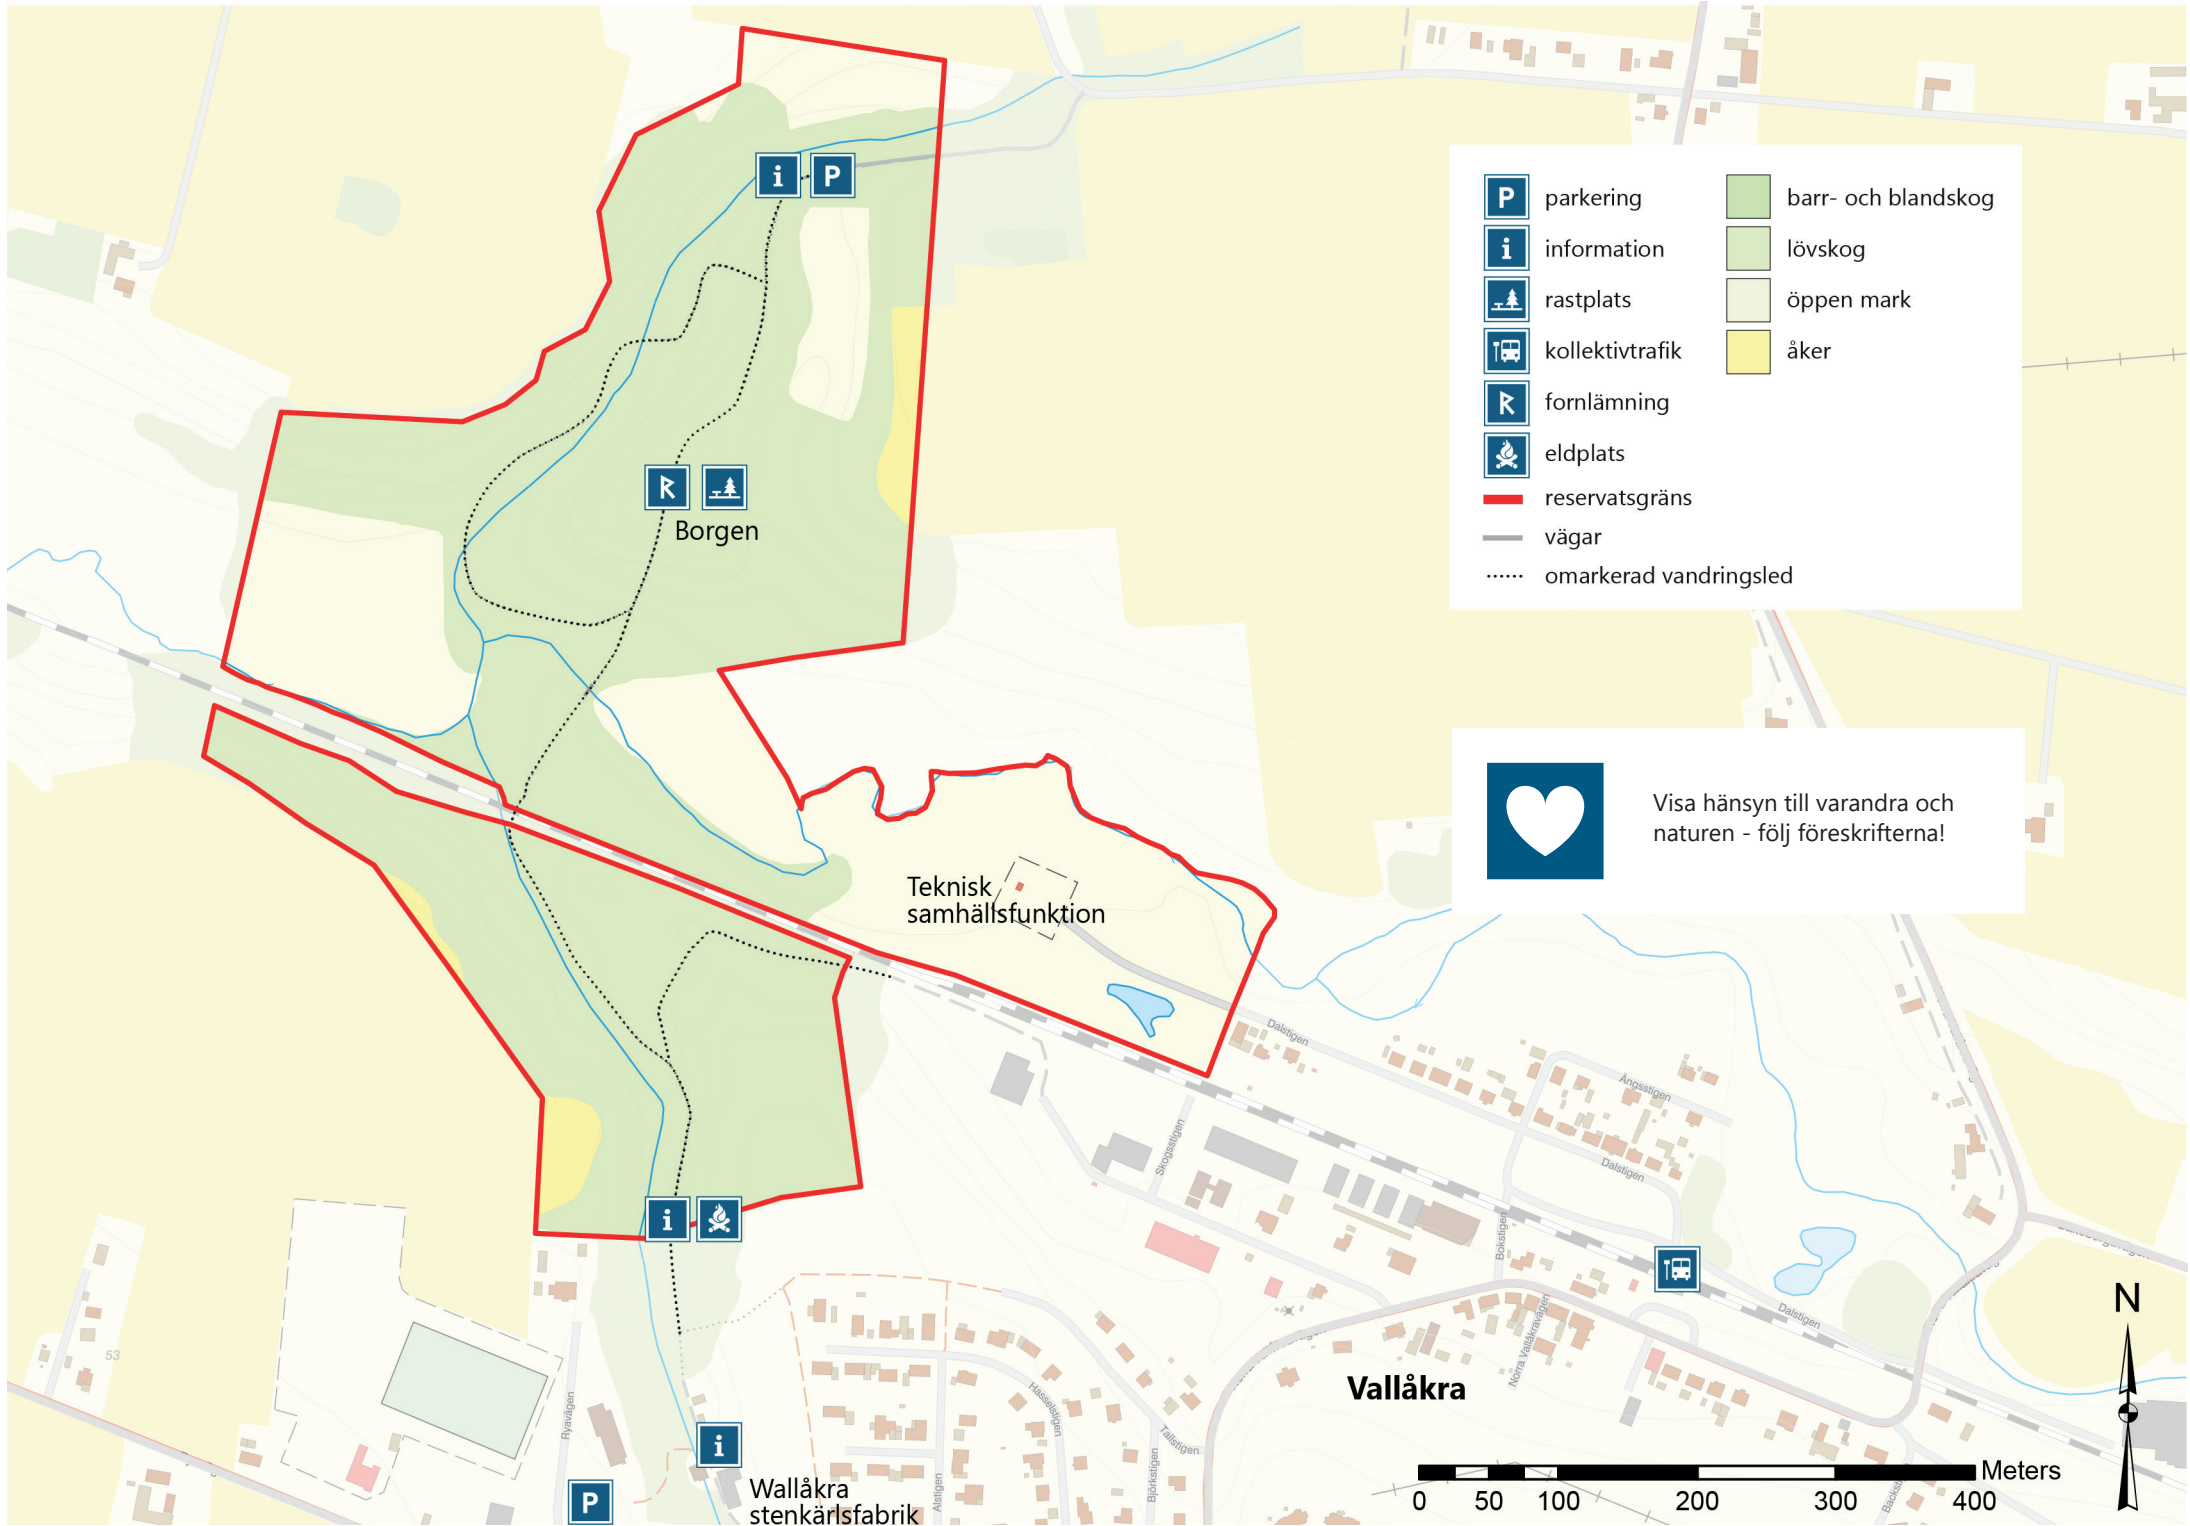 P
parkering
i
information
rastplats
kollektivtrafik
R
fornlämning
eldplats
reservatsgräns
vägar
omarkerad vandringsled
barr- och blandskog
lövskog
öppen mark
åker
i
P
R
Borgen
Visa hänsyn till varandra och
naturen - följ föreskrifterna!
Teknisk
samhällsfunktion
Dalstigen
Ängsstigen
Skogsstigen
Dalstigen
Bokstigen
i
Dalstigen
N
Norra Vallåkravägen
53
Vallåkra
Ryavägen
Hasselstigen
Tallstigen
Björkstigen
Alstigen
i
Wallåkra
stenkärlsfabrik
P
Meters
0 50 100 200 300 400